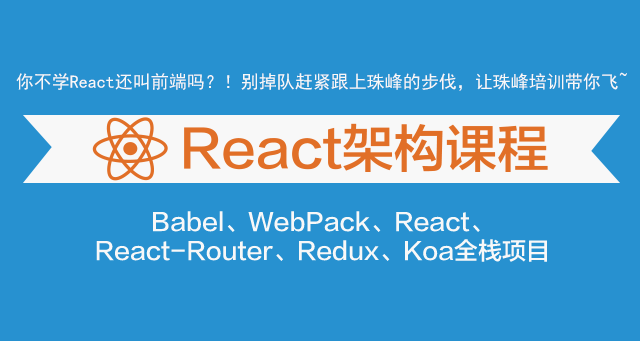 你不学React还叫前端吗？！别掉队赶紧跟上珠峰的步伐，让珠峰培训带你飞~
React架构课程
Babel、WebPack、React、
React-Router、Redux、Koa全栈项目